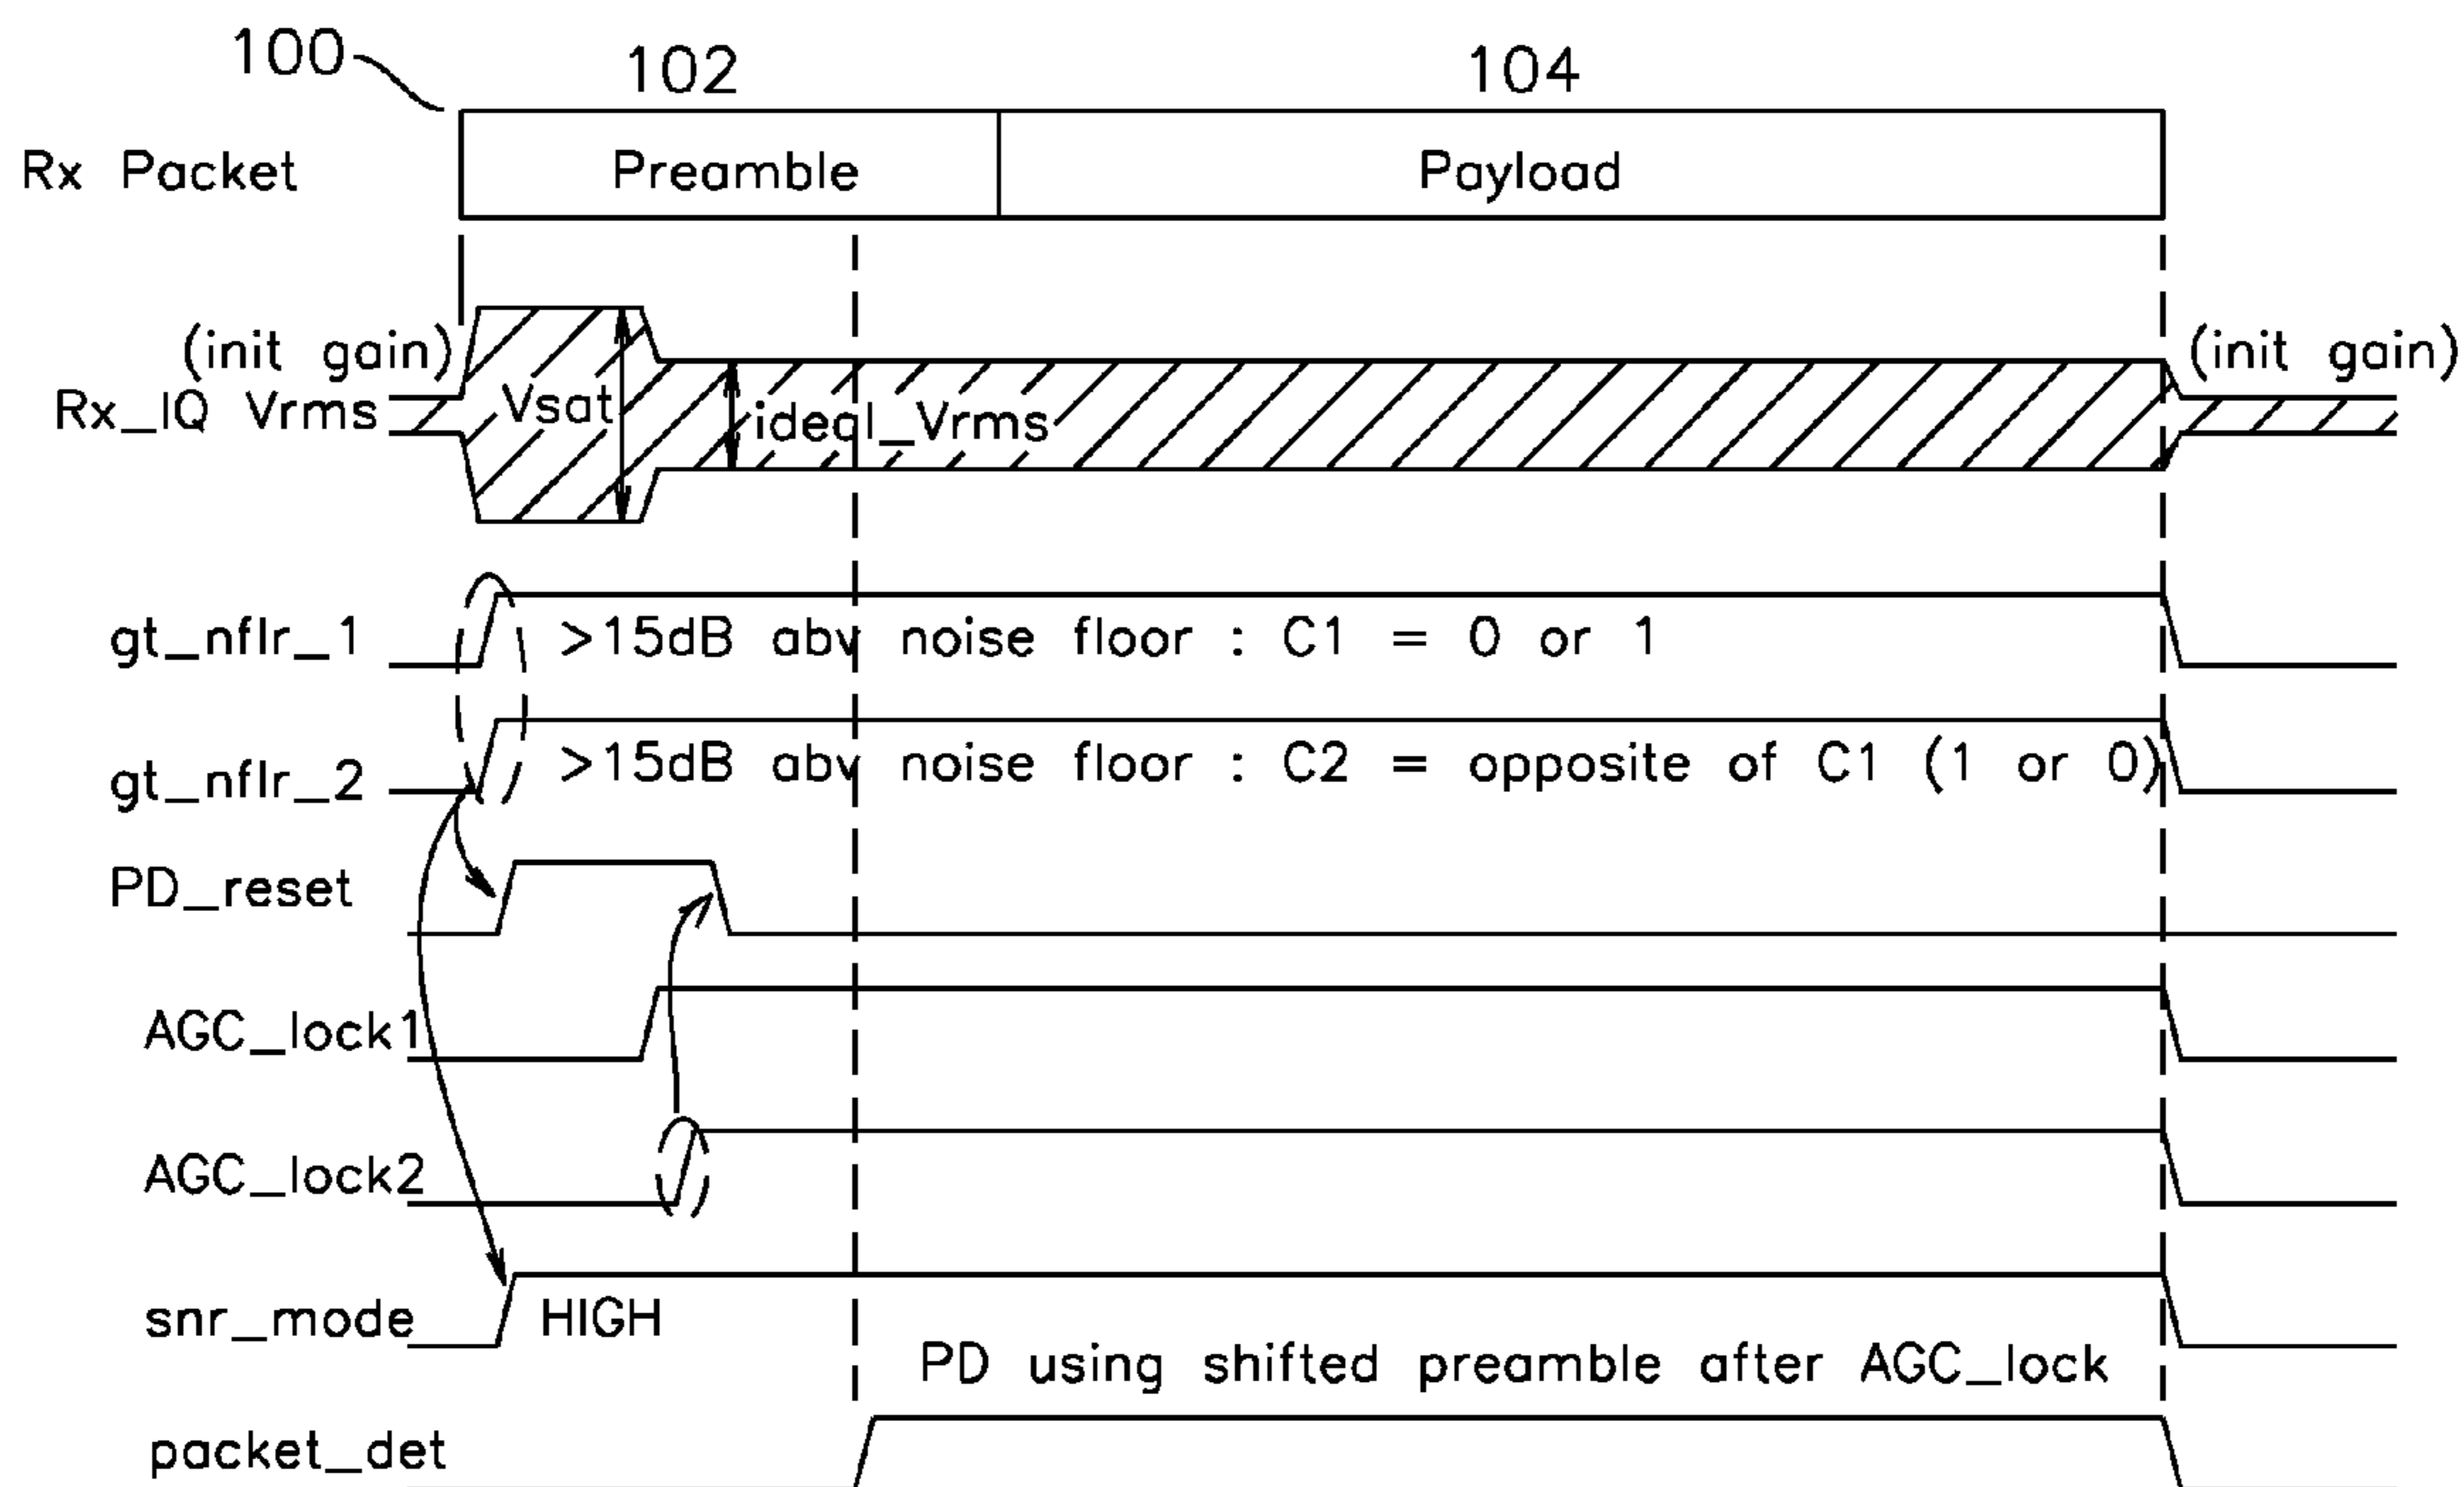 100
102
104
Rx Packet
Preamble
Payload
(init gain)
(init gain)
Rx_IQ Vrms
Vsat
ideal_Vrms
gt_nflr_1
>15dB abv noise floor : C1 = 0 or 1
gt_nflr_2
>15dB abv noise floor : C2 = opposite of C1 (1 or 0)
PD_reset
AGC_lock1
AGC_lock2
snr_mode
HIGH
PD using shifted preamble after AGC_lock
packet_det